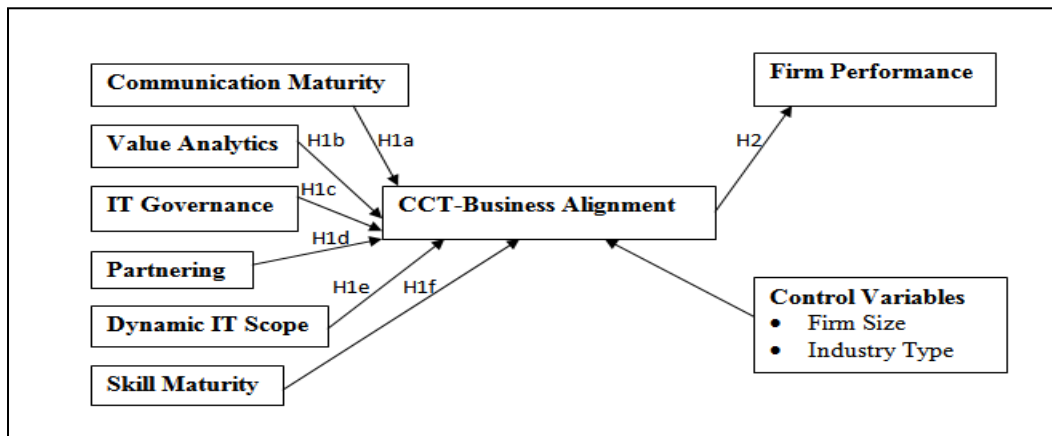 Communication Maturity
Value Analytics
IT Governance
Partnering
Dynamic IT Scope
Skill Maturity
H1a
H1b
H1c
H1d
H1e
H1f
CCT-Business Alignment
H2
Firm Performance
Control Variables
• Firm Size
• Industry Type